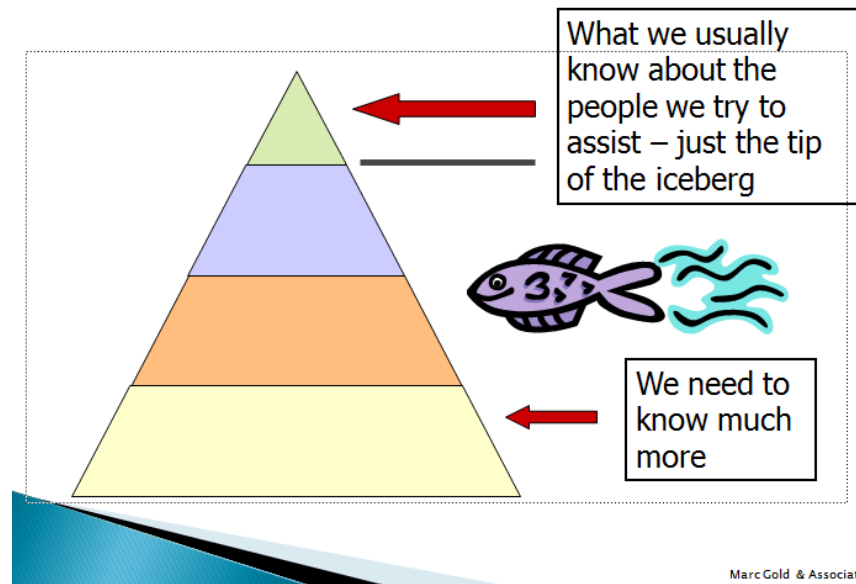 What we usually
know about the
people we try to
assist – just the tip
of the iceberg
We need to
know much
more
Marc Gold & Associat